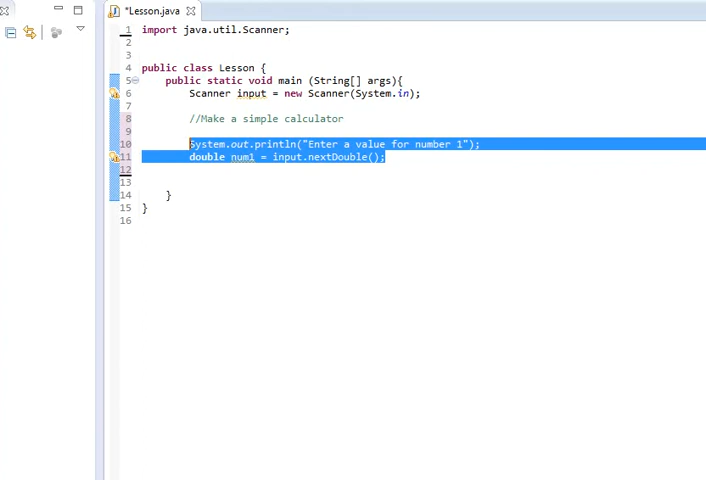 *Lesson.java
1 import java.util.Scanner;
2
3
4 public class Lesson {
5 public static void main (String[] args){
6 Scanner input = new Scanner(System.in);
7
8 //Make a simple calculator
9
10 System.out.println("Enter a value for number 1");
11 double num1 = input.nextDouble();
12
13
14 }
15 }
16